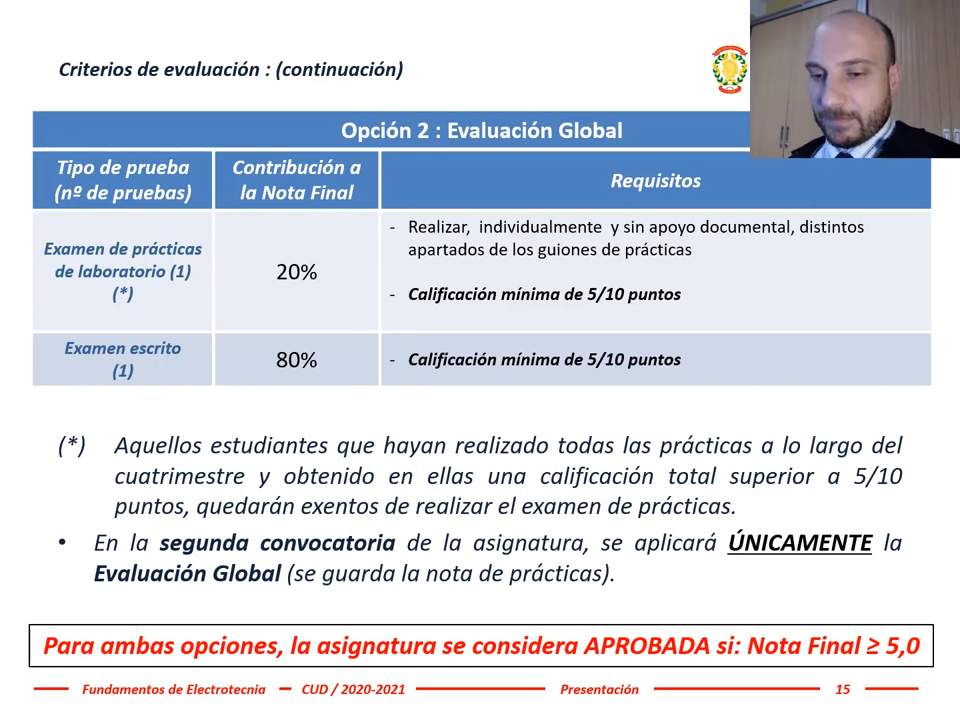 Criterios de evaluación : (continuación)
Opción 2 : Evaluación Global
Tipo de prueba
(nº de pruebas)
Contribución a
la Nota Final
Requisitos
Examen de prácticas
de laboratorio (1)
(*)
20%
- Realizar, individualmente y sin apoyo documental, distintos
apartados de los guiones de prácticas
- Calificación mínima de 5/10 puntos
Examen escrito
(1)
80%
- Calificación mínima de 5/10 puntos
(*) Aquellos estudiantes que hayan realizado todas las prácticas a lo largo del
cuatrimestre y obtenido en ellas una calificación total superior a 5/10
puntos, quedarán exentos de realizar el examen de prácticas.
• En la segunda convocatoria de la asignatura, se aplicará ÚNICAMENTE la
Evaluación Global (se guarda la nota de prácticas).
Para ambas opciones, la asignatura se considera APROBADA si: Nota Final ≥ 5,0
Fundamentos de Electrotecnia
CUD / 2020-2021
Presentación
15